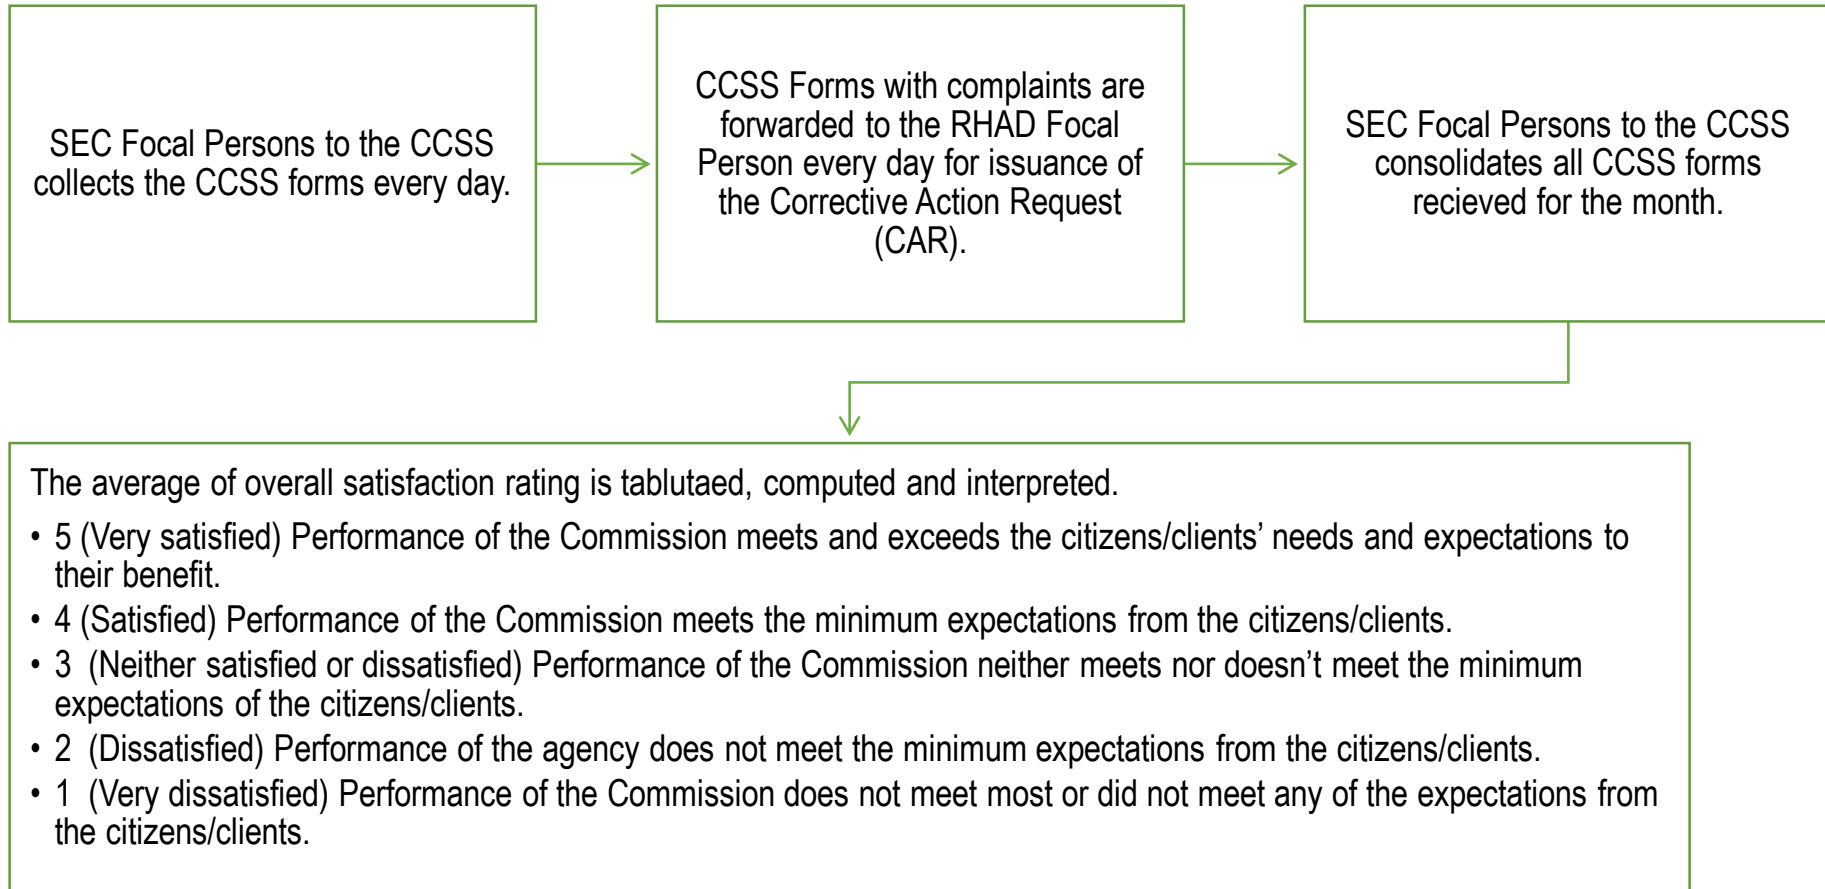 SEC Focal Persons to the CCSS
collects the CCSS forms every day.
CCSS Forms with complaints are
forwarded to the RHAD Focal
Person every day for issuance of
the Corrective Action Request
(CAR).
SEC Focal Persons to the CCSS
consolidates all CCSS forms
recieved for the month.
The average of overall satisfaction rating is tablutaed, computed and interpreted.
• 5 (Very satisfied) Performance of the Commission meets and exceeds the citizens/clients’ needs and expectations to
their benefit.
• 4 (Satisfied) Performance of the Commission meets the minimum expectations from the citizens/clients.
• 3 (Neither satisfied or dissatisfied) Performance of the Commission neither meets nor doesn’t meet the minimum
expectations of the citizens/clients.
• 2 (Dissatisfied) Performance of the agency does not meet the minimum expectations from the citizens/clients.
• 1 (Very dissatisfied) Performance of the Commission does not meet most or did not meet any of the expectations from
the citizens/clients.